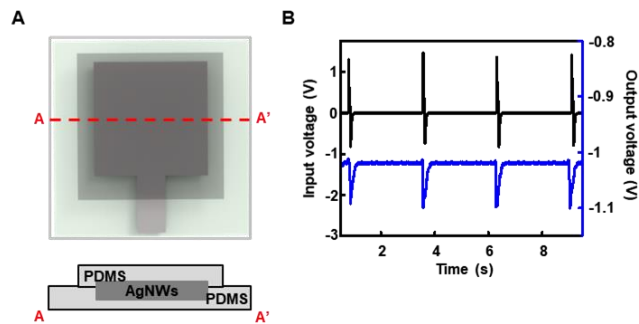 A
A
A'
PDMS
AgNWs
PDMS
A
A'
B
Input voltage (V)
1
0
-1
-2
-3
2
4
6
8
Time (s)
-0.8
-0.9
-1
-1.1
Output voltage (V)